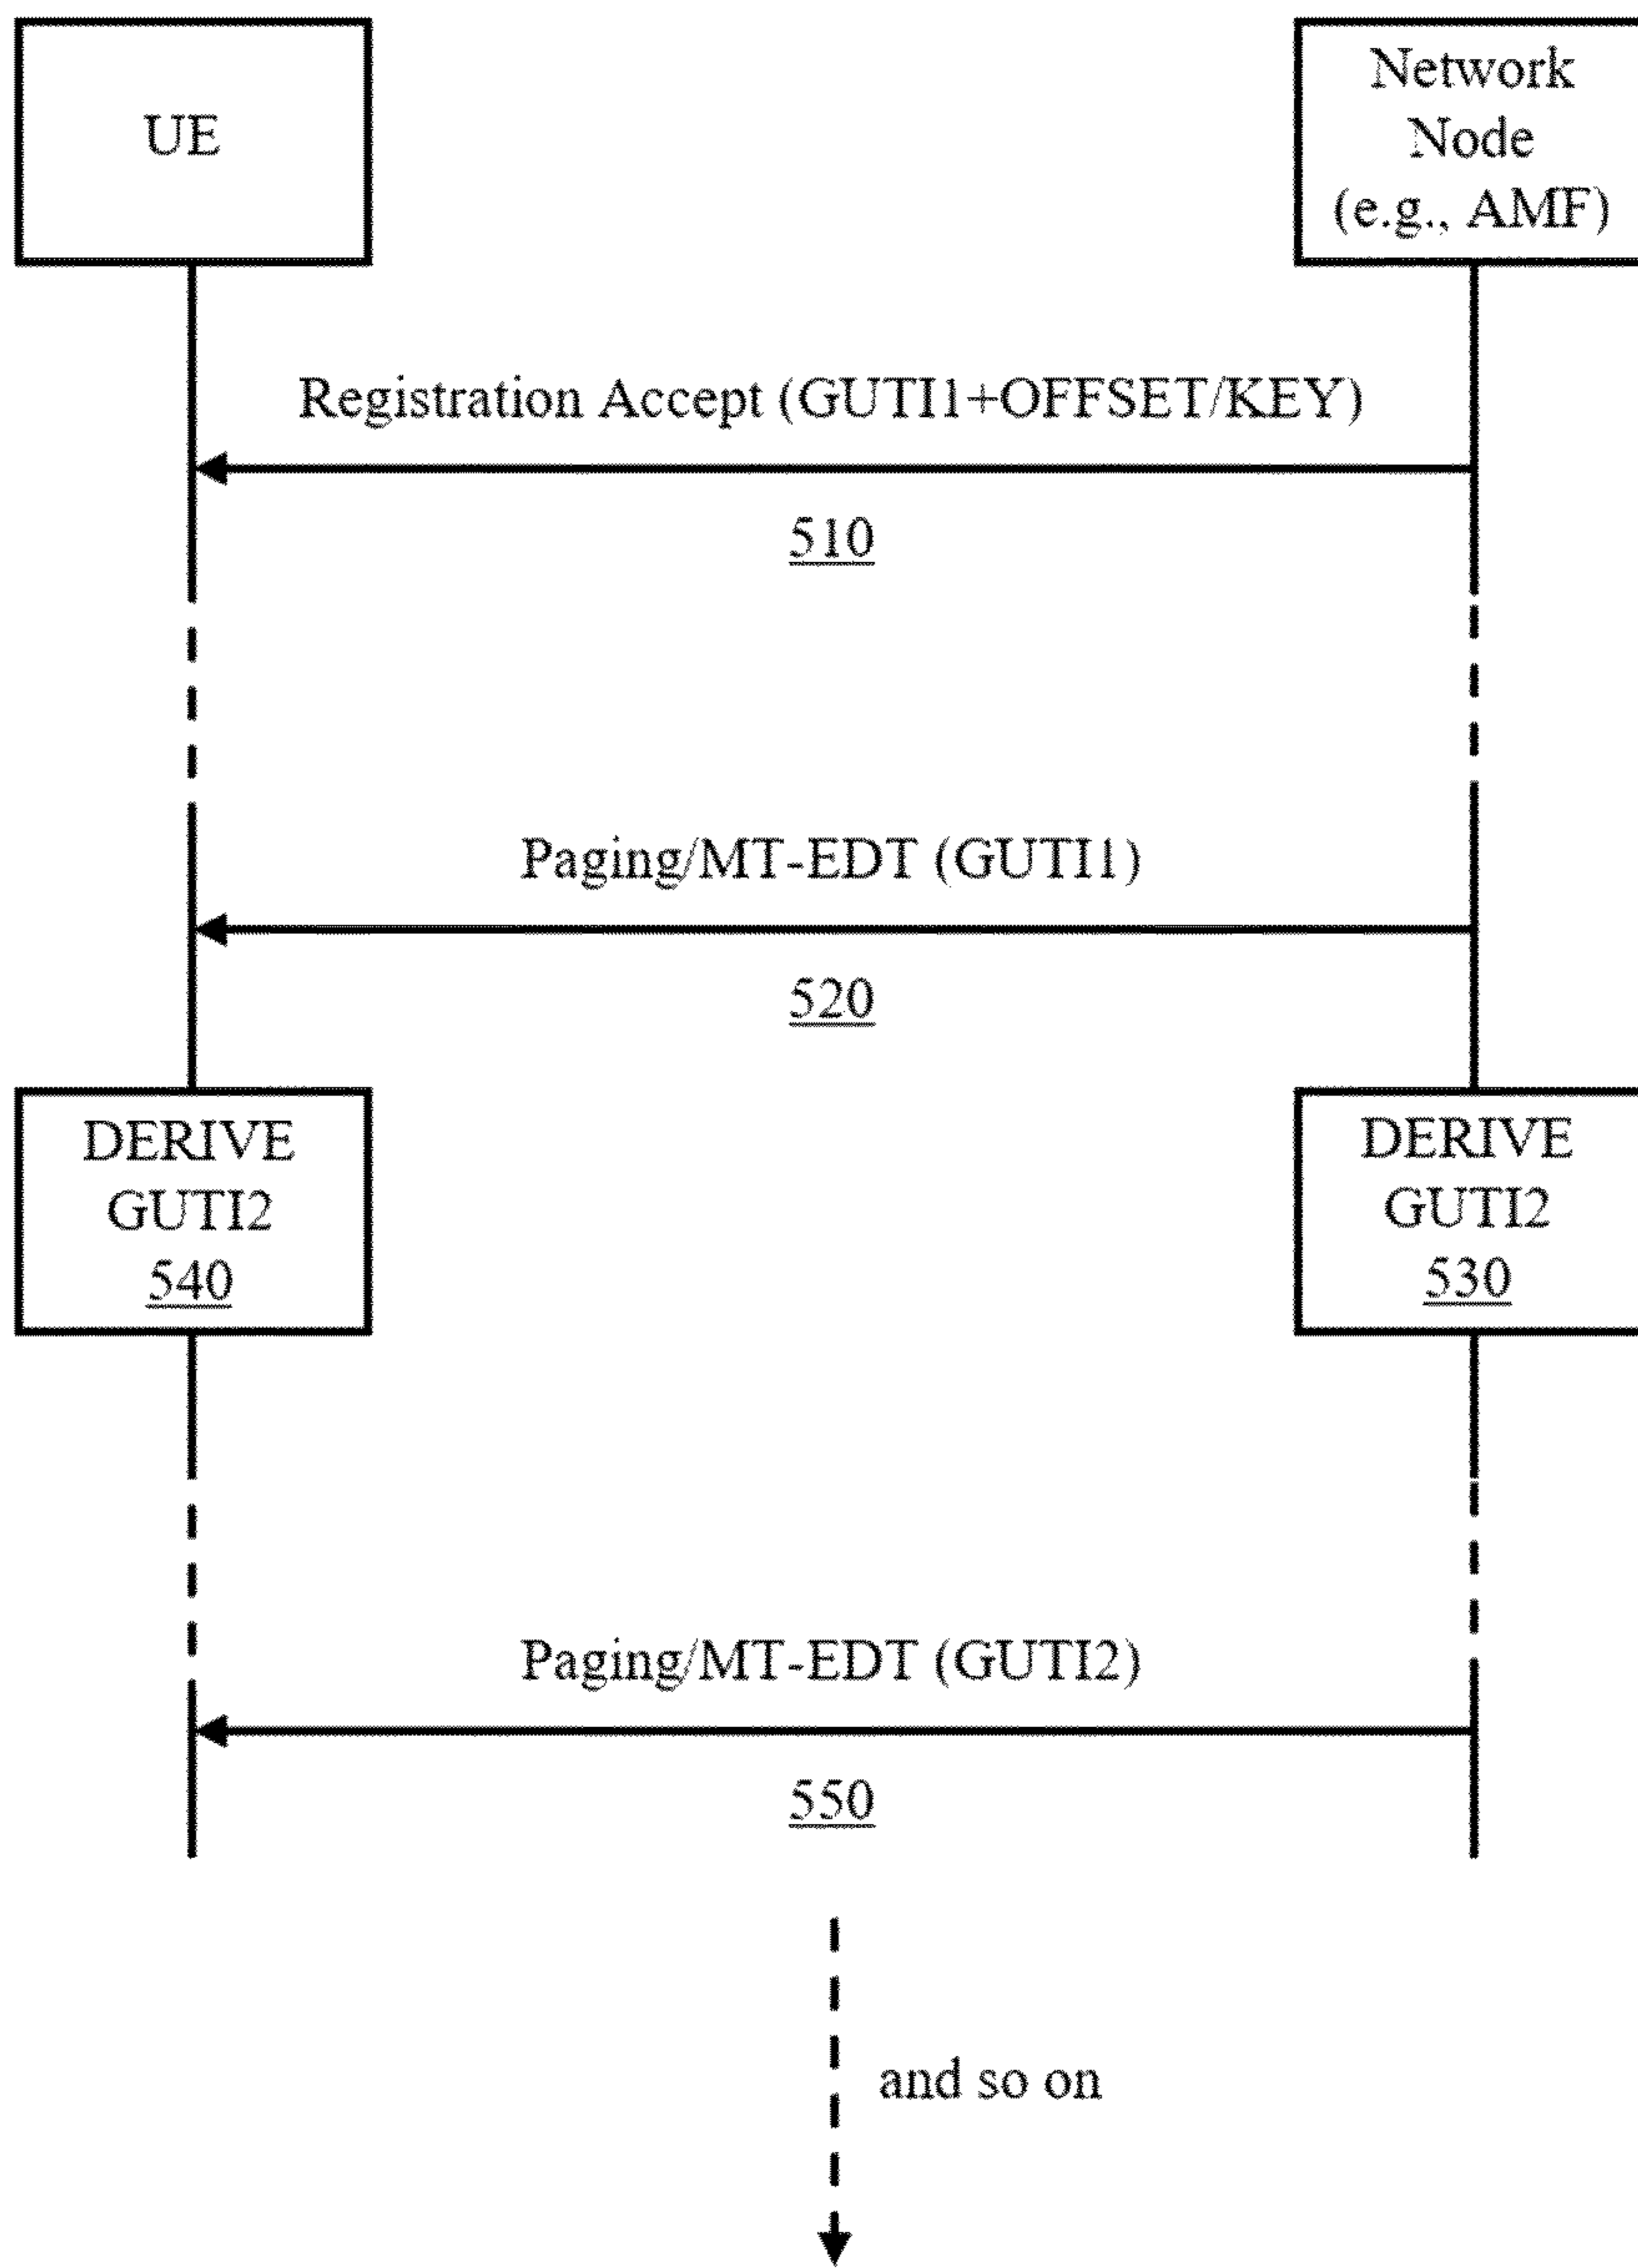 UE
Network
Node
(e.g., AMF)
Registration Accept (GUTI1+OFFSET/KEY)
510
Paging/MT-EDT (GUTI1)
520
DERIVE
GUTI2
540
DERIVE
GUTI2
530
Paging/MT-EDT (GUTI2)
550
and so on